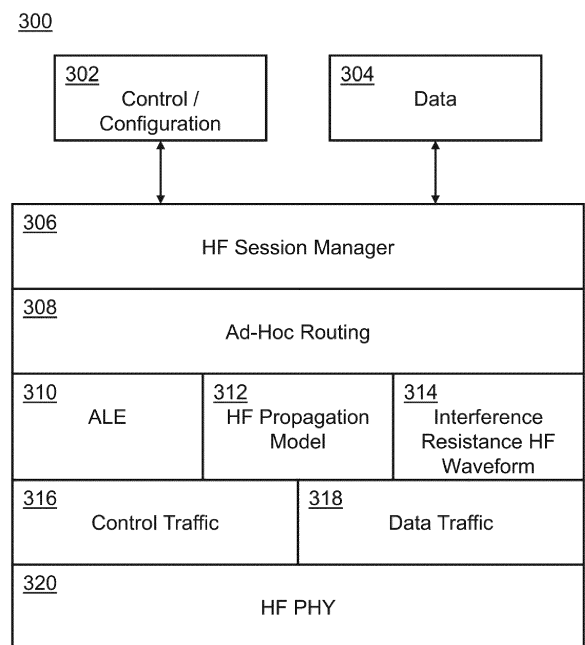 300
302
Control /
Configuration
304
Data
306
HF Session Manager
308
Ad-Hoc Routing
310
ALE
312
HF Propagation
Model
314
Interference
Resistance HF
Waveform
316
Control Traffic
318
Data Traffic
320
HF PHY